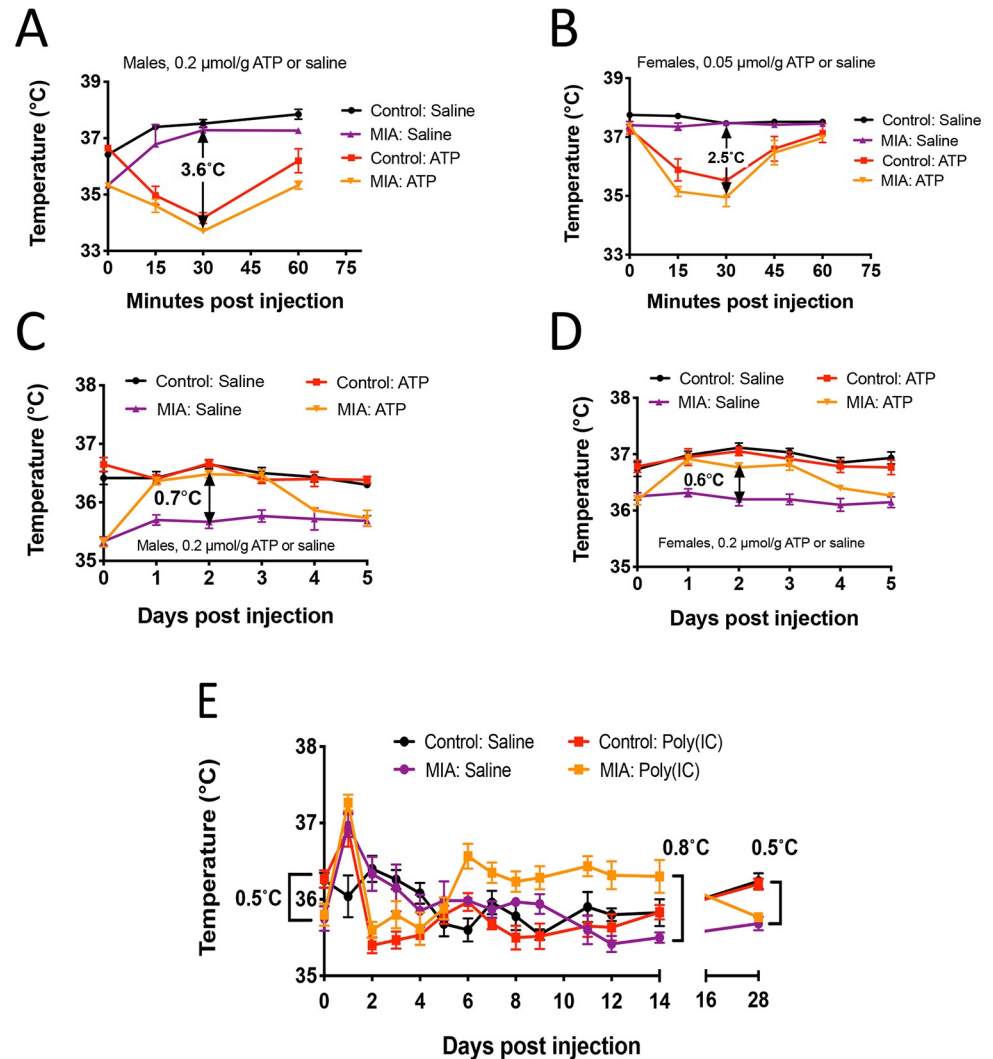 A
Males, 0.2 µmol/g ATP or saline
39
37
35
33
Temperature (°C)
0 15 30 45 60 75
Minutes post injection
3.6°C
Control: Saline
MIA: Saline
Control: ATP
MIA: ATP
B
Females, 0.05 µmol/g ATP or saline
39
37
35
33
Temperature (°C)
0 15 30 45 60 75
Minutes post injection
2.5°C
Control: Saline
MIA: Saline
Control: ATP
MIA: ATP
C
Control: Saline Control: ATP
MIA: Saline MIA: ATP
38
37
36
35
Temperature (°C)
0.7°C
Males, 0.2 µmol/g ATP or saline
0 1 2 3 4 5
Days post injection
D
Control: Saline Control: ATP
MIA: Saline MIA: ATP
38
37
36
35
Temperature (°C)
0.6°C
Females, 0.2 µmol/g ATP or saline
0 1 2 3 4 5
Days post injection
E
Control: Saline Control: Poly(IC)
MIA: Saline MIA: Poly(IC)
38
37
36
35
Temperature (°C)
0.5°C
0.8°C 0.5°C
0 2 4 6 8 10 12 14 16 28
Days post injection